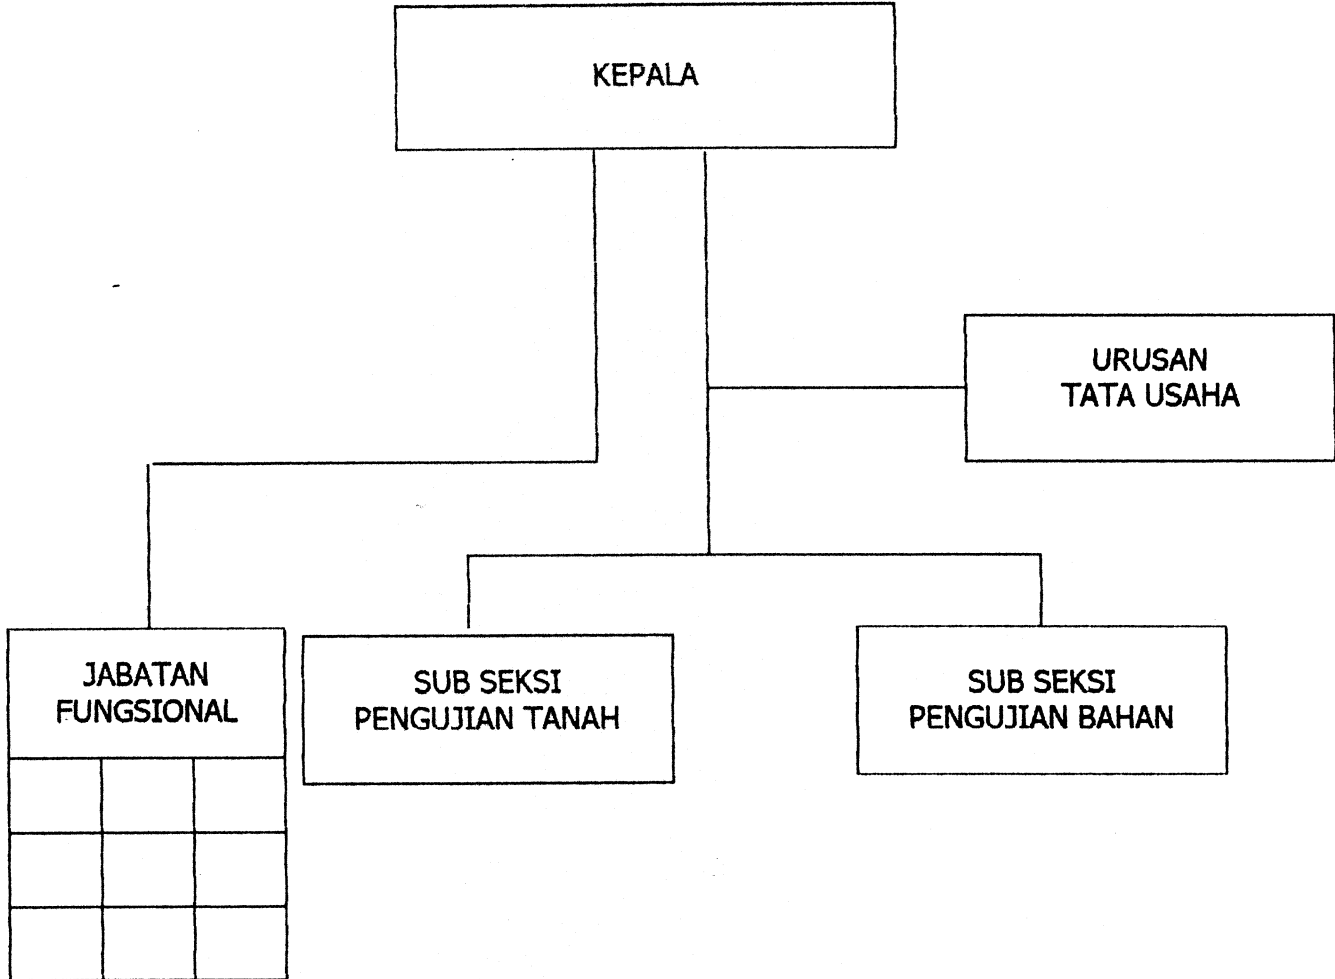 KEPALA
URUSAN
TATA USAHA
JABATAN
FUNGSIONAL
SUB SEKSI
PENGUJIAN TANAH
SUB SEKSI
PENGUJIAN BAHAN